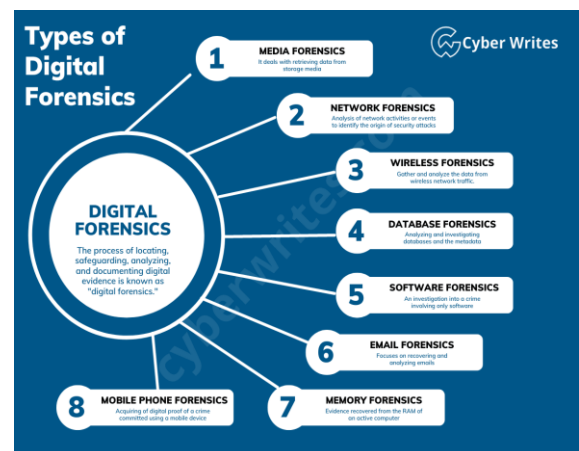 Types of
Digital
Forensics
Cyber Writes
1
MEDIA FORENSICS
It deals with retrieving data from
storage media
2
NETWORK FORENSICS
Analysis of network activities or events
to identify the origin of security attacks
3
WIRELESS FORENSICS
Gather and analyze the data from
wireless network traffic.
DIGITAL
FORENSICS
The process of locating,
safeguarding, analyzing,
and documenting digital
evidence is known as
"digital forensics."
4
DATABASE FORENSICS
Analyzing and investigating
databases and the metadata
5
SOFTWARE FORENSICS
An investigation into a crime
involving only software
6
EMAIL FORENSICS
Focuses on recovering and
analyzing emails
7
MEMORY FORENSICS
Evidence recovered from the RAM of
an active computer
8
MOBILE PHONE FORENSICS
Acquiring of digital proof of a crime
committed using a mobile device
cyberwrites.com